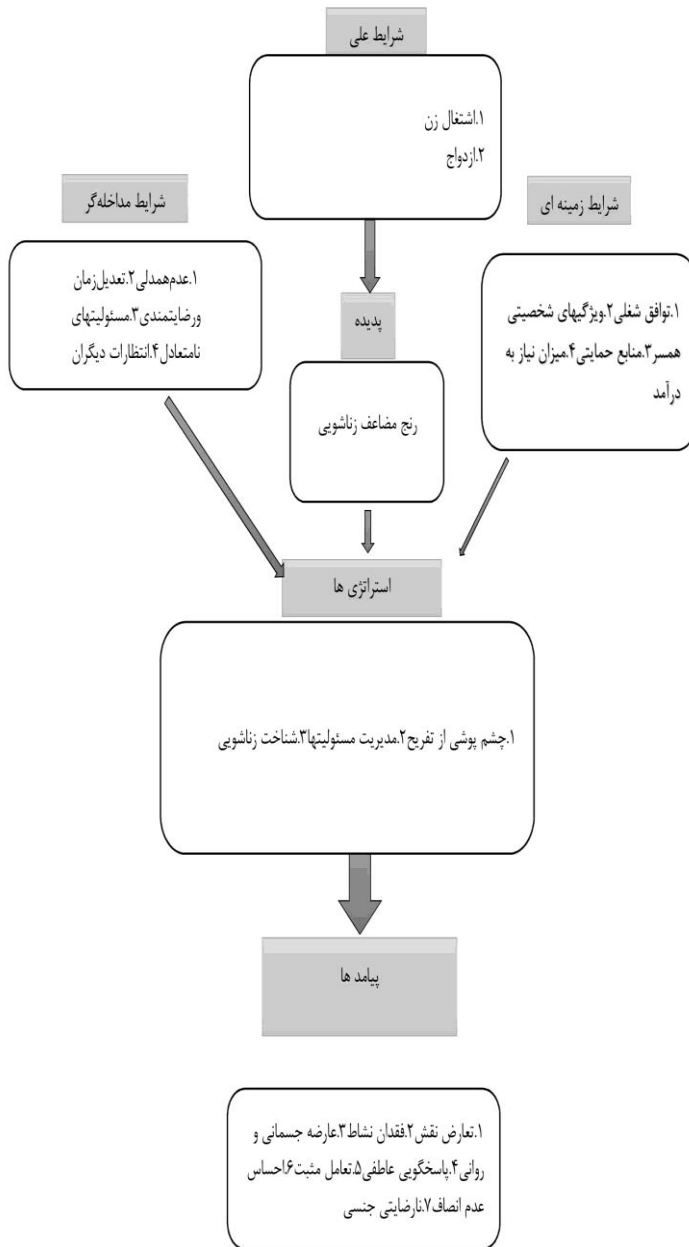 شرایط علی
۱.اشتغال زن
۲.ازدواج
شرایط زمینه ای
۱.توافق شغلی۲.ویژگیهای شخصیتی
همسر۳.منابع حمایتی۴.میزان نیاز به
درآمد
شرایط مداخله‌گر
۱.عدم‌همدلی۲.تعدیل‌زمان
ورضایتمندی۳.مسئولیتهای
نامتعادل۴.انتظارات دیگران
پدیده
رنج مضاعف زناشویی
استراتژی ها
۱.چشم پوشی از تفریح۲.مدیریت مسئولیتها۳.شناخت زناشویی
پیامد ها
۱.تعارض نقش۲.فقدان نشاط۳.عارضه جسمانی و
روانی۴.پاسخگویی عاطفی۵.تعامل مثبت۶.احساس
عدم انصاف۷.نارضایتی جنسی